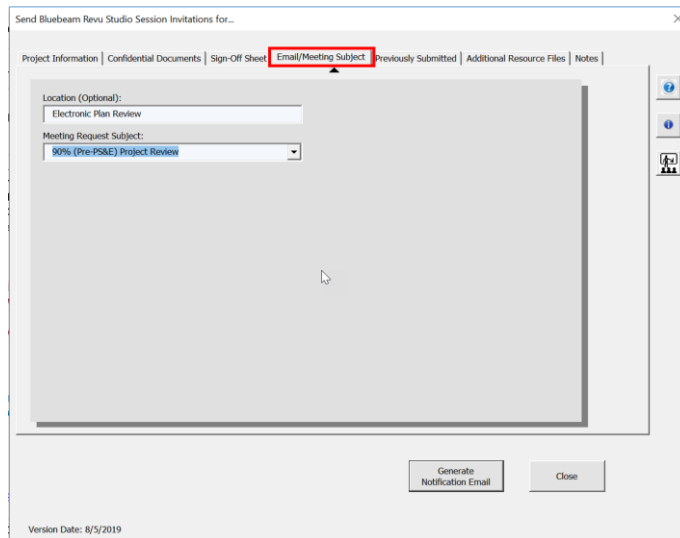 Send Bluebeam Revu Studio Session Invitations for...
Project Information | Confidential Documents | Sign-Off Sheet | Email/Meeting Subject | Previously Submitted | Additional Resource Files | Notes |
Location (Optional):
Electronic Plan Review
Meeting Request Subject:
90% (Pre-PS&E) Project Review
Generate
Notification Email
Close
Version Date: 8/5/2019